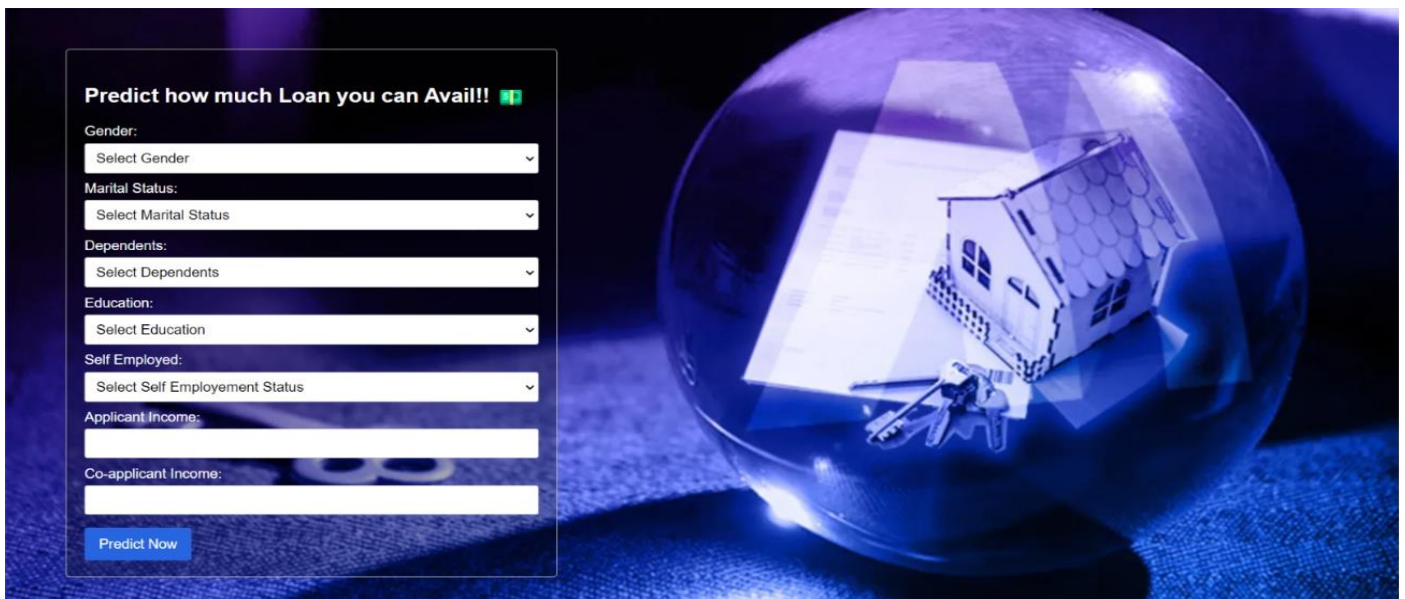 Predict how much Loan you can Avail!! 💵
Gender:
Select Gender
Marital Status:
Select Marital Status
Dependents:
Select Dependents
Education:
Select Education
Self Employed:
Select Self Employement Status
Applicant Income:
Co-applicant Income:
Predict Now